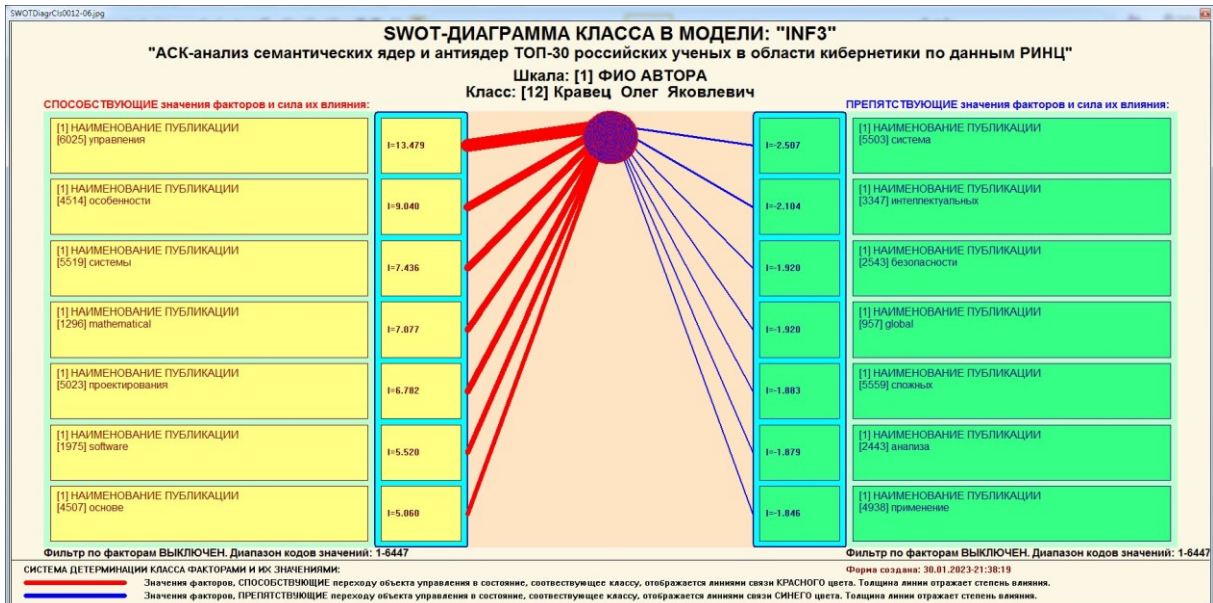 SWOTDiagrCls0012-06.jpg
SWOT-ДИАГРАММА КЛАССА В МОДЕЛИ: "INF3"
"АСК-анализ семантических ядер и антиядер ТОП-30 российских ученых в области кибернетики по данным РИНЦ"
Шкала: [1] ФИО АВТОРА
Класс: [12] Кравец Олег Яковлевич
СПОСОБСТВУЮЩИЕ значения факторов и сила их влияния:
[1] НАИМЕНОВАНИЕ ПУБЛИКАЦИИ
[6025] управления
I=13.479
[1] НАИМЕНОВАНИЕ ПУБЛИКАЦИИ
[4514] особенности
I=9.040
[1] НАИМЕНОВАНИЕ ПУБЛИКАЦИИ
[5519] системы
I=7.436
[1] НАИМЕНОВАНИЕ ПУБЛИКАЦИИ
[1296] mathematical
I=7.077
[1] НАИМЕНОВАНИЕ ПУБЛИКАЦИИ
[5023] проектирования
I=6.782
[1] НАИМЕНОВАНИЕ ПУБЛИКАЦИИ
[1975] software
I=5.520
[1] НАИМЕНОВАНИЕ ПУБЛИКАЦИИ
[4507] основе
I=5.060
Фильтр по факторам ВЫКЛЮЧЕН. Диапазон кодов значений: 1-6447
ПРЕПЯТСТВУЮЩИЕ значения факторов и сила их влияния:
I=-2.507
[1] НАИМЕНОВАНИЕ ПУБЛИКАЦИИ
[5503] система
I=-2.104
[1] НАИМЕНОВАНИЕ ПУБЛИКАЦИИ
[3347] интеллектуальных
I=-1.920
[1] НАИМЕНОВАНИЕ ПУБЛИКАЦИИ
[2543] безопасности
I=-1.920
[1] НАИМЕНОВАНИЕ ПУБЛИКАЦИИ
[957] global
I=-1.883
[1] НАИМЕНОВАНИЕ ПУБЛИКАЦИИ
[5559] сложных
I=-1.879
[1] НАИМЕНОВАНИЕ ПУБЛИКАЦИИ
[2443] анализа
I=-1.846
[1] НАИМЕНОВАНИЕ ПУБЛИКАЦИИ
[4938] применение
Фильтр по факторам ВЫКЛЮЧЕН. Диапазон кодов значений: 1-6447
СИСТЕМА ДЕТЕРМИНАЦИИ КЛАССА ФАКТОРАМИ И ИХ ЗНАЧЕНИЯМИ:
Форма создана: 30.01.2023-21:38:19
Значения факторов, СПОСОБСТВУЮЩИЕ переходу объекта управления в состояние, соотвествующее классу, отображается линиями связи КРАСНОГО цвета. Толщина линии отражает степень влияния.
Значения факторов, ПРЕПЯТСТВУЮЩИЕ переходу объекта управления в состояние, соотвествующее классу, отображается линиями связи СИНЕГО цвета. Толщина линии отражает степень влияния.